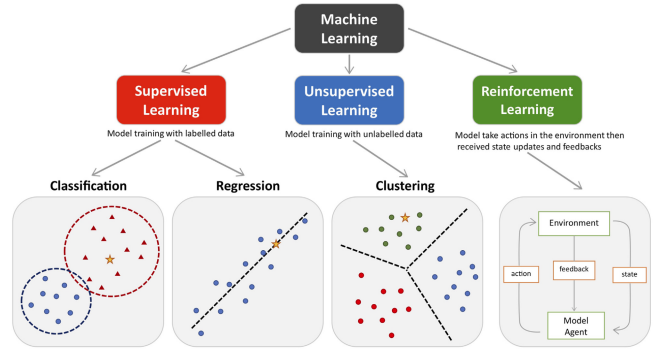 Machine
Learning
Supervised
Learning
Unsupervised
Learning
Reinforcement
Learning
Model training with labelled data
Model training with unlabelled data
Model take actions in the environment then
received state updates and feedbacks
Classification
Regression
Clustering
Environment
action
feedback
state
Model
Agent